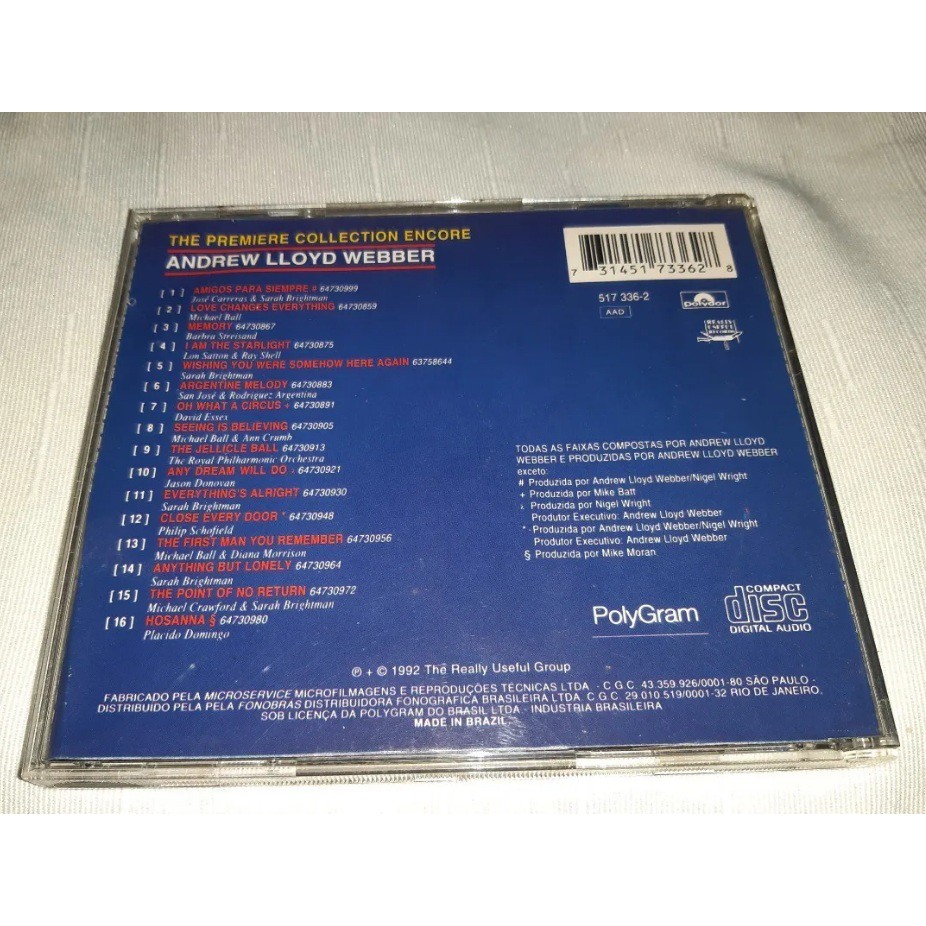 THE PREMIERE COLLECTION ENCORE
ANDREW LLOYD WEBBER
[ 1 ] AMIGOS PARA SIEMPRE # 64730999
José Carreras & Sarah Brightman
[ 2 ] LOVE CHANGES EVERYTHING 64730859
Michael Ball
[ 3 ] MEMORY 64730867
Barbra Streisand
[ 4 ] I AM THE STARLIGHT 64730875
Lon Satton & Ray Shell
[ 5 ] WISHING YOU WERE SOMEHOW HERE AGAIN 63758644
Sarah Brightman
[ 6 ] ARGENTINE MELODY 64730883
San José & Rodriguez Argentina
[ 7 ] OH WHAT A CIRCUS + 64730891
David Essex
[ 8 ] SEEING IS BELIEVING 64730905
Michael Ball & Ann Crumb
[ 9 ] THE JELLICLE BALL 64730913
The Royal Philharmonic Orchestra
[10] ANY DREAM WILL DO 64730921
Jason Donovan
[11] EVERYTHING'S ALRIGHT 64730930
Sarah Brightman
[12] CLOSE EVERY DOOR * 64730948
Philip Schofield
[13] THE FIRST MAN YOU REMEMBER 64730956
Michael Ball & Diana Morrison
[14] ANYTHING BUT LONELY 64730964
Sarah Brightman
[15] THE POINT OF NO RETURN 64730972
Michael Crawford & Sarah Brightman
[16] HOSANNA § 64730980
Placido Domingo
7 31451 73362 8
517 336-2
AAD
Polydor
REALLY
USEFUL
RECORDS
TODAS AS FAIXAS COMPOSTAS POR ANDREW LLOYD
WEBBER E PRODUZIDAS POR ANDREW LLOYD WEBBER
exceto:
# Produzida por Andrew Lloyd Webber/Nigel Wright
+ Produzida por Mike Batt
Produzida por Nigel Wright
Produtor Executivo: Andrew Lloyd Webber
* Produzida por Andrew Lloyd Webber/Nigel Wright
Produtor Executivo: Andrew Lloyd Webber
§ Produzida por Mike Moran
PolyGram
COMPACT
disc
DIGITAL AUDIO
℗ + © 1992 The Really Useful Group
FABRICADO PELA MICROSERVICE MICROFILMAGENS E REPRODUÇÕES TÉCNICAS LTDA. - C.G.C. 43.359.926/0001-80 SÃO PAULO -
DISTRIBUIDO PELA PELA FONOBRAS DISTRIBUIDORA FONOGRÁFICA BRASILEIRA LTDA. C.G.C. 29 010 519/0001-32 RIO DE JANEIRO.
SOB LICENÇA DA POLYGRAM DO BRASIL LTDA - INDUSTRIA BRASILEIRA
MADE IN BRAZIL